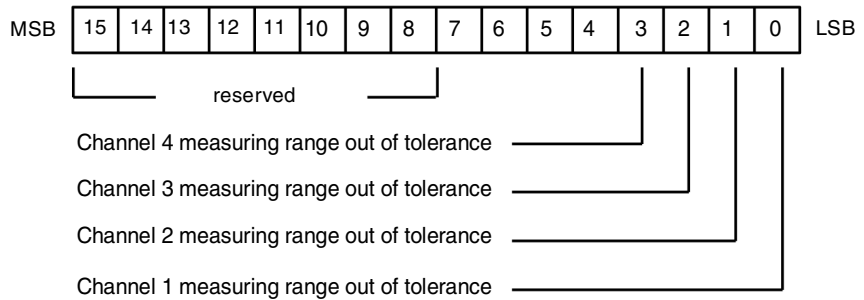 MSB 15 14 13 12 11 10 9 8 7 6 5 4 3 2 1 0 LSB
reserved
Channel 4 measuring range out of tolerance
Channel 3 measuring range out of tolerance
Channel 2 measuring range out of tolerance
Channel 1 measuring range out of tolerance